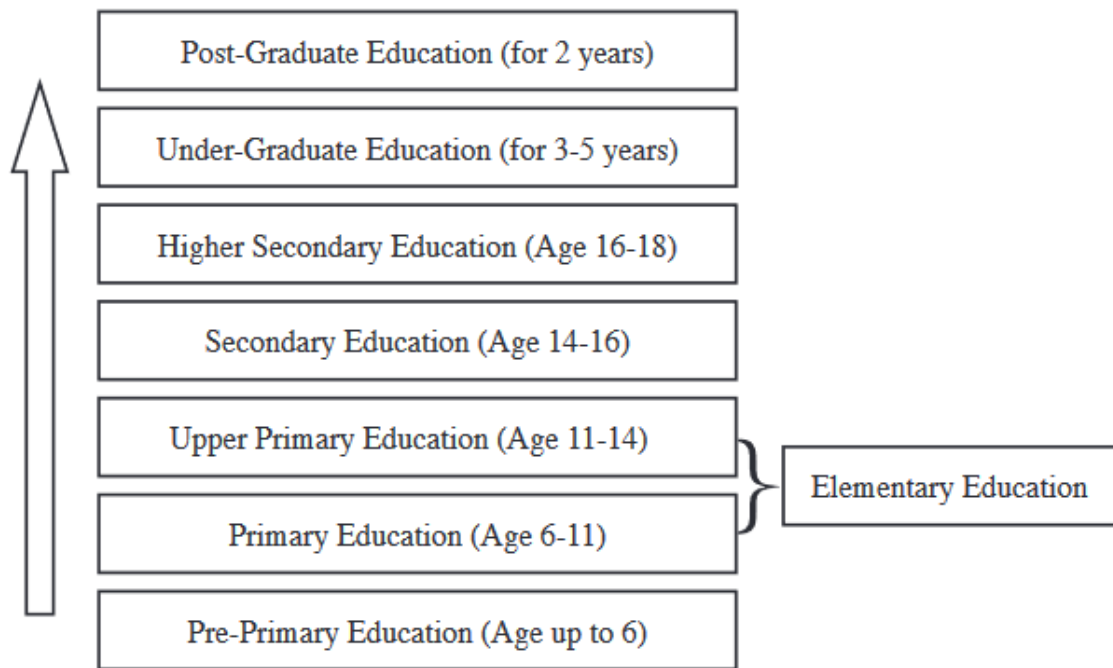 Post-Graduate Education (for 2 years)
Under-Graduate Education (for 3-5 years)
Higher Secondary Education (Age 16-18)
Secondary Education (Age 14-16)
Upper Primary Education (Age 11-14)
Elementary Education
Primary Education (Age 6-11)
Pre-Primary Education (Age up to 6)